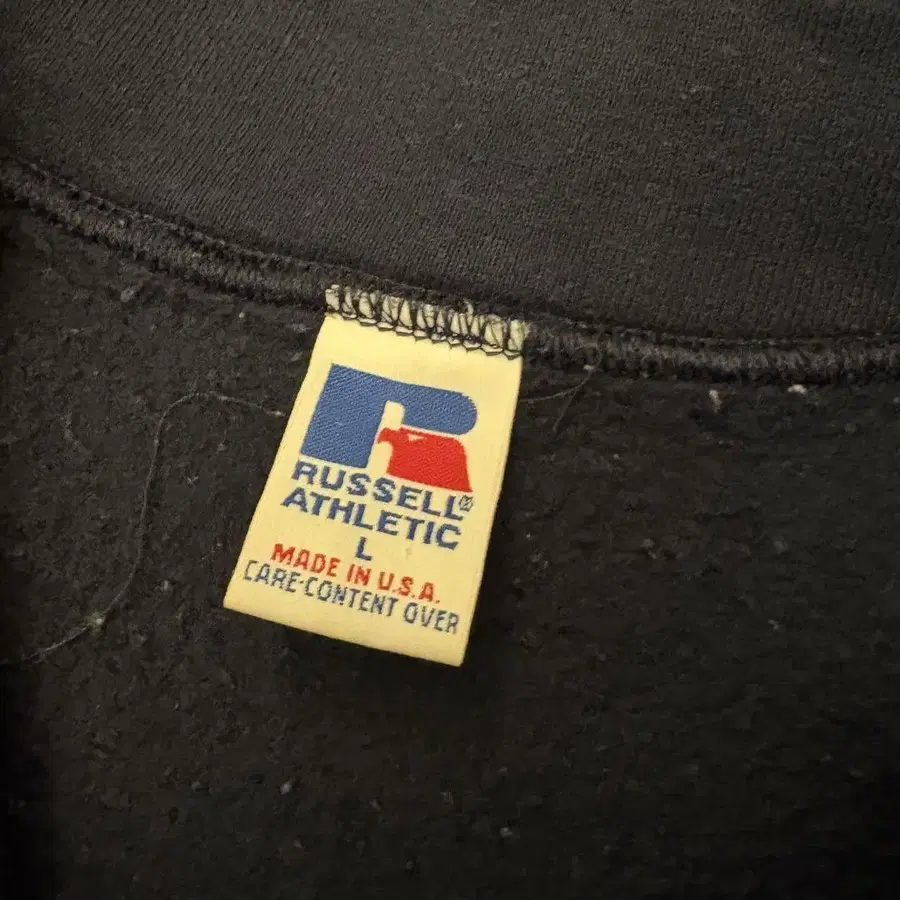 RUSSELL®
ATHLETIC
L
MADE IN U.S.A.
CARE-CONTENT OVER